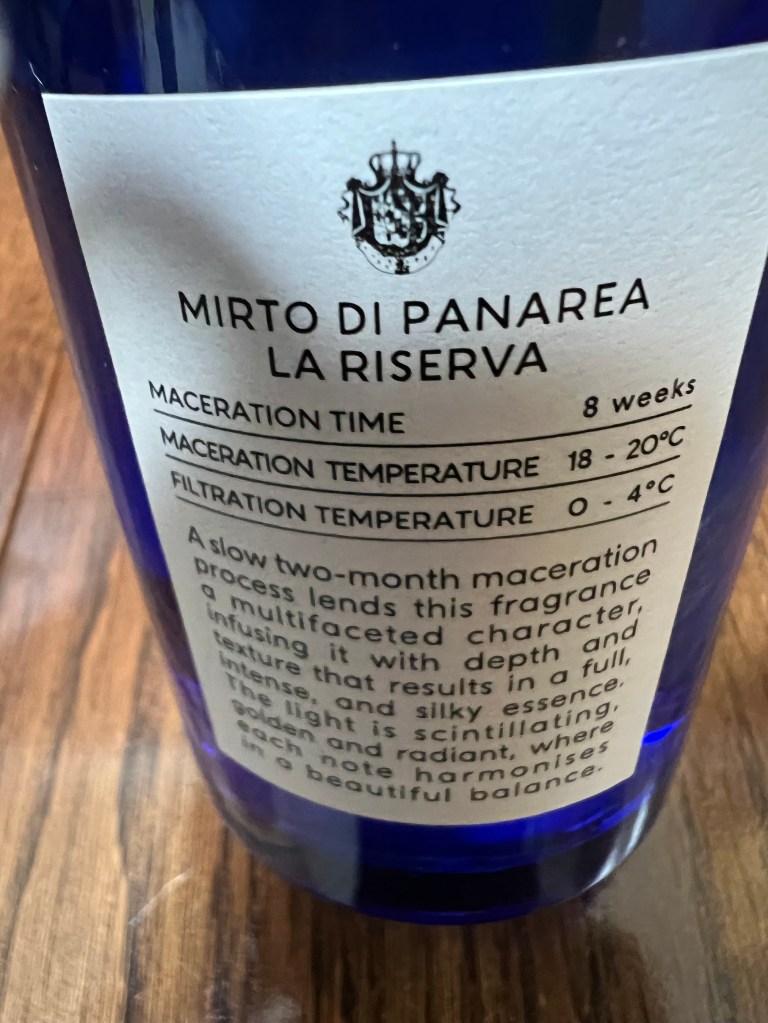 MIRTO DI PANAREA
LA RISERVA
MACERATION TIME 8 weeks
MACERATION TEMPERATURE 18 - 20°C
FILTRATION TEMPERATURE 0 - 4°C
A slow two-month maceration
process lends this fragrance
a multifaceted character,
infusing it with depth and
texture that results in a full,
intense, and silky essence.
The light is scintillating,
golden and radiant, where
each note harmonises
in a beautiful balance.